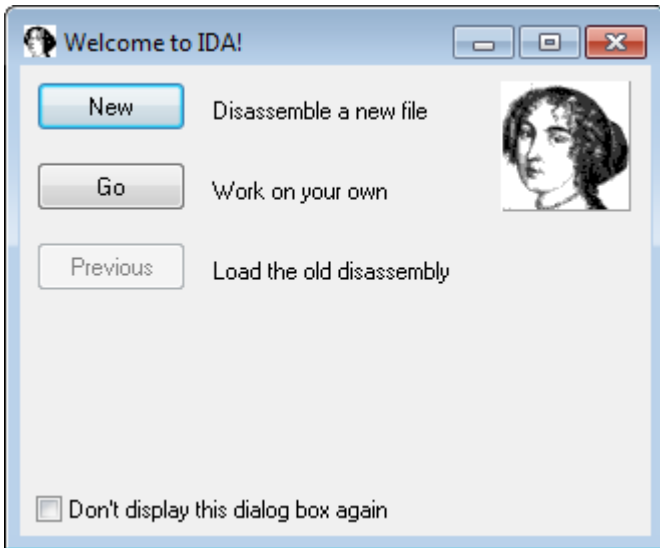 Welcome to IDA!
New Disassemble a new file
Go Work on your own
Previous Load the old disassembly
Don't display this dialog box again